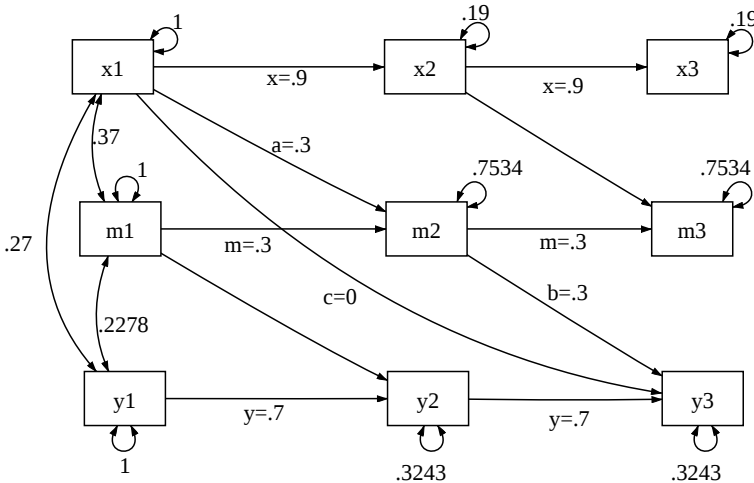 1
.19
.19
x1
x2
x3
x=.9
x=.9
.37
a=.3
1
.7534
.7534
m1
m2
m3
m=.3
m=.3
.27
c=0
b=.3
.2278
y1
y2
y3
y=.7
y=.7
1
.3243
.3243